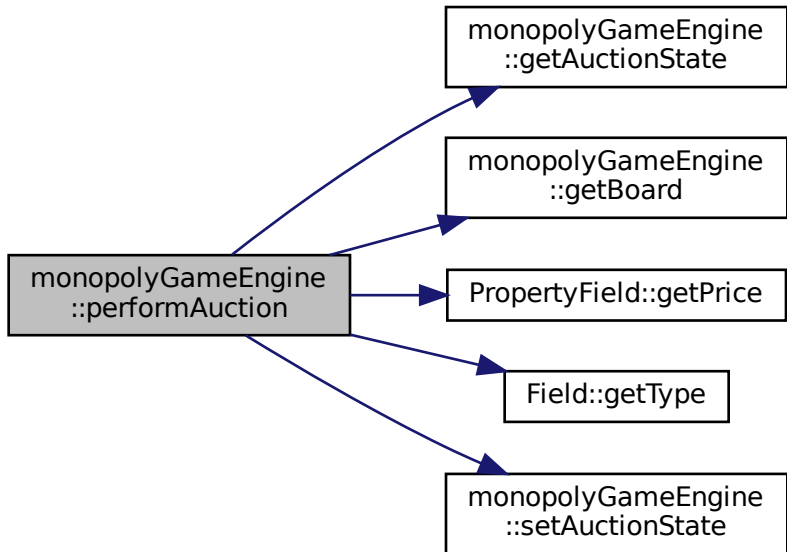 monopolyGameEngine
::getAuctionState
monopolyGameEngine
::getBoard
monopolyGameEngine
::performAuction
PropertyField::getPrice
Field::getType
monopolyGameEngine
::setAuctionState